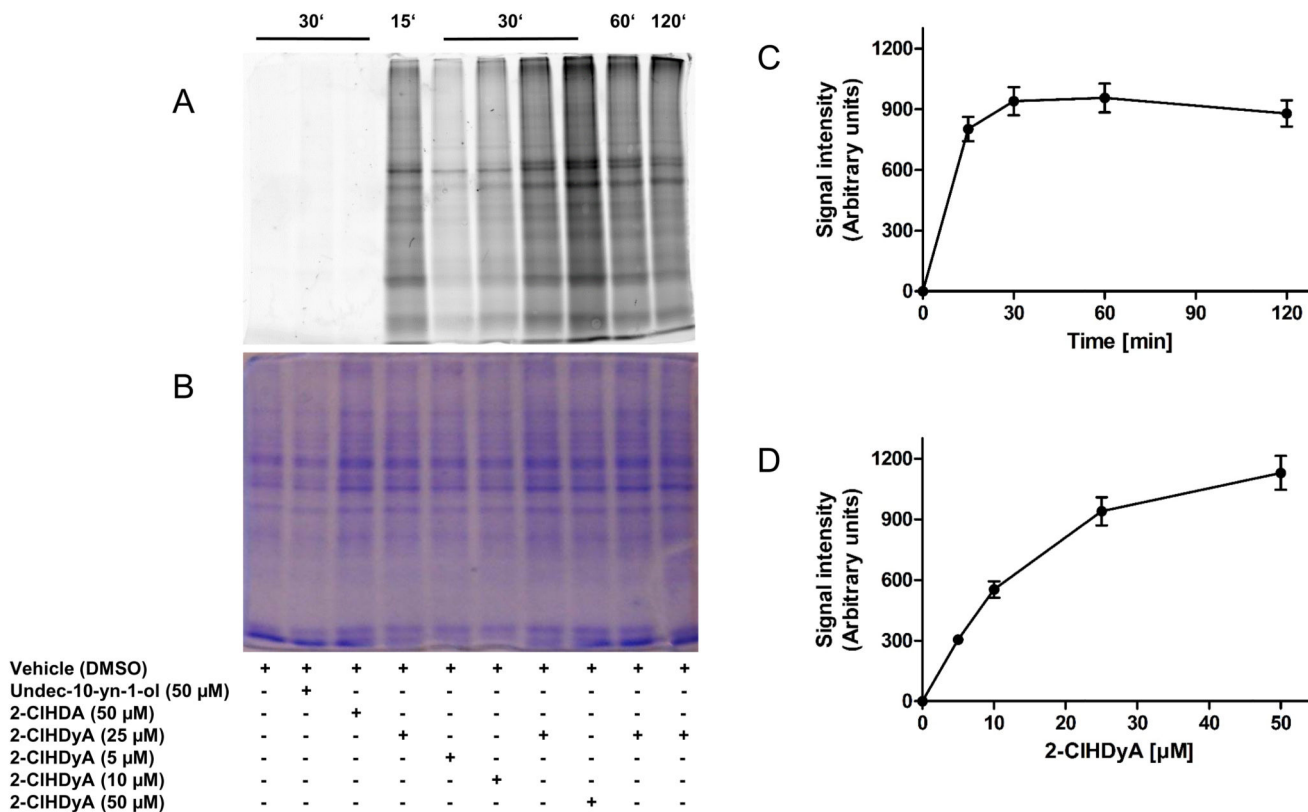 30‘ 15‘ 30‘ 60‘ 120‘
A
B
Vehicle (DMSO) + + + + + + + + + +
Undec-10-yn-1-ol (50 µM) - + - - - - - - - -
2-ClHDA (50 µM) - - + - - - - - - -
2-ClHDyA (25 µM) - - - + - - + - + +
2-ClHDyA (5 µM) - - - - + - - - - -
2-ClHDyA (10 µM) - - - - - + - - - -
2-ClHDyA (50 µM) - - - - - - - + - -
C
Signal intensity
(Arbitrary units)
1200
900
600
300
0
0 30 60 90 120
Time [min]
D
Signal intensity
(Arbitrary units)
1200
900
600
300
0
0 10 20 30 40 50
2-ClHDyA [µM]